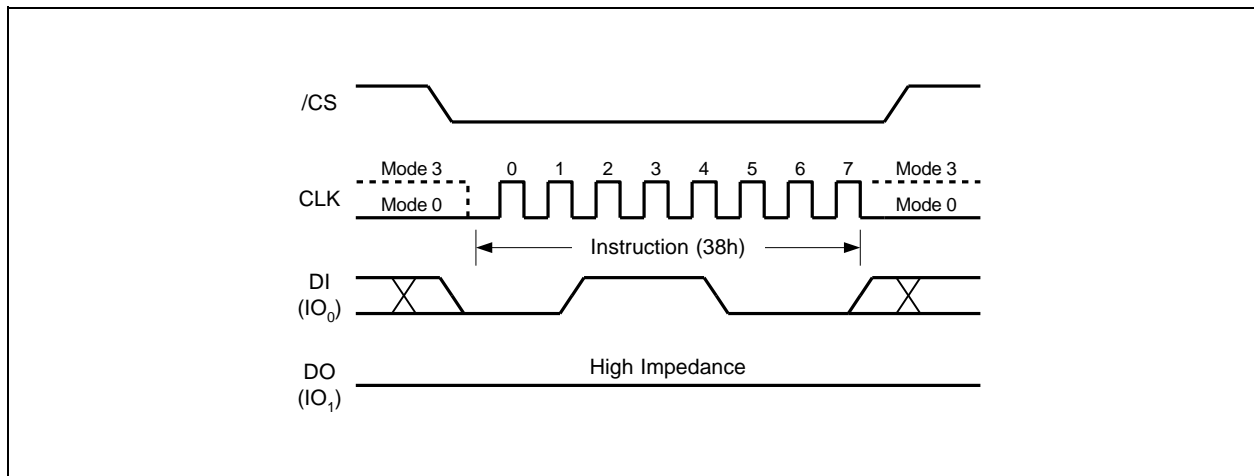 /CS
Mode 3 0 1 2 3 4 5 6 7 Mode 3
CLK
Mode 0 Mode 0
Instruction (38h)
DI
(IO₀)
High Impedance
DO
(IO₁)